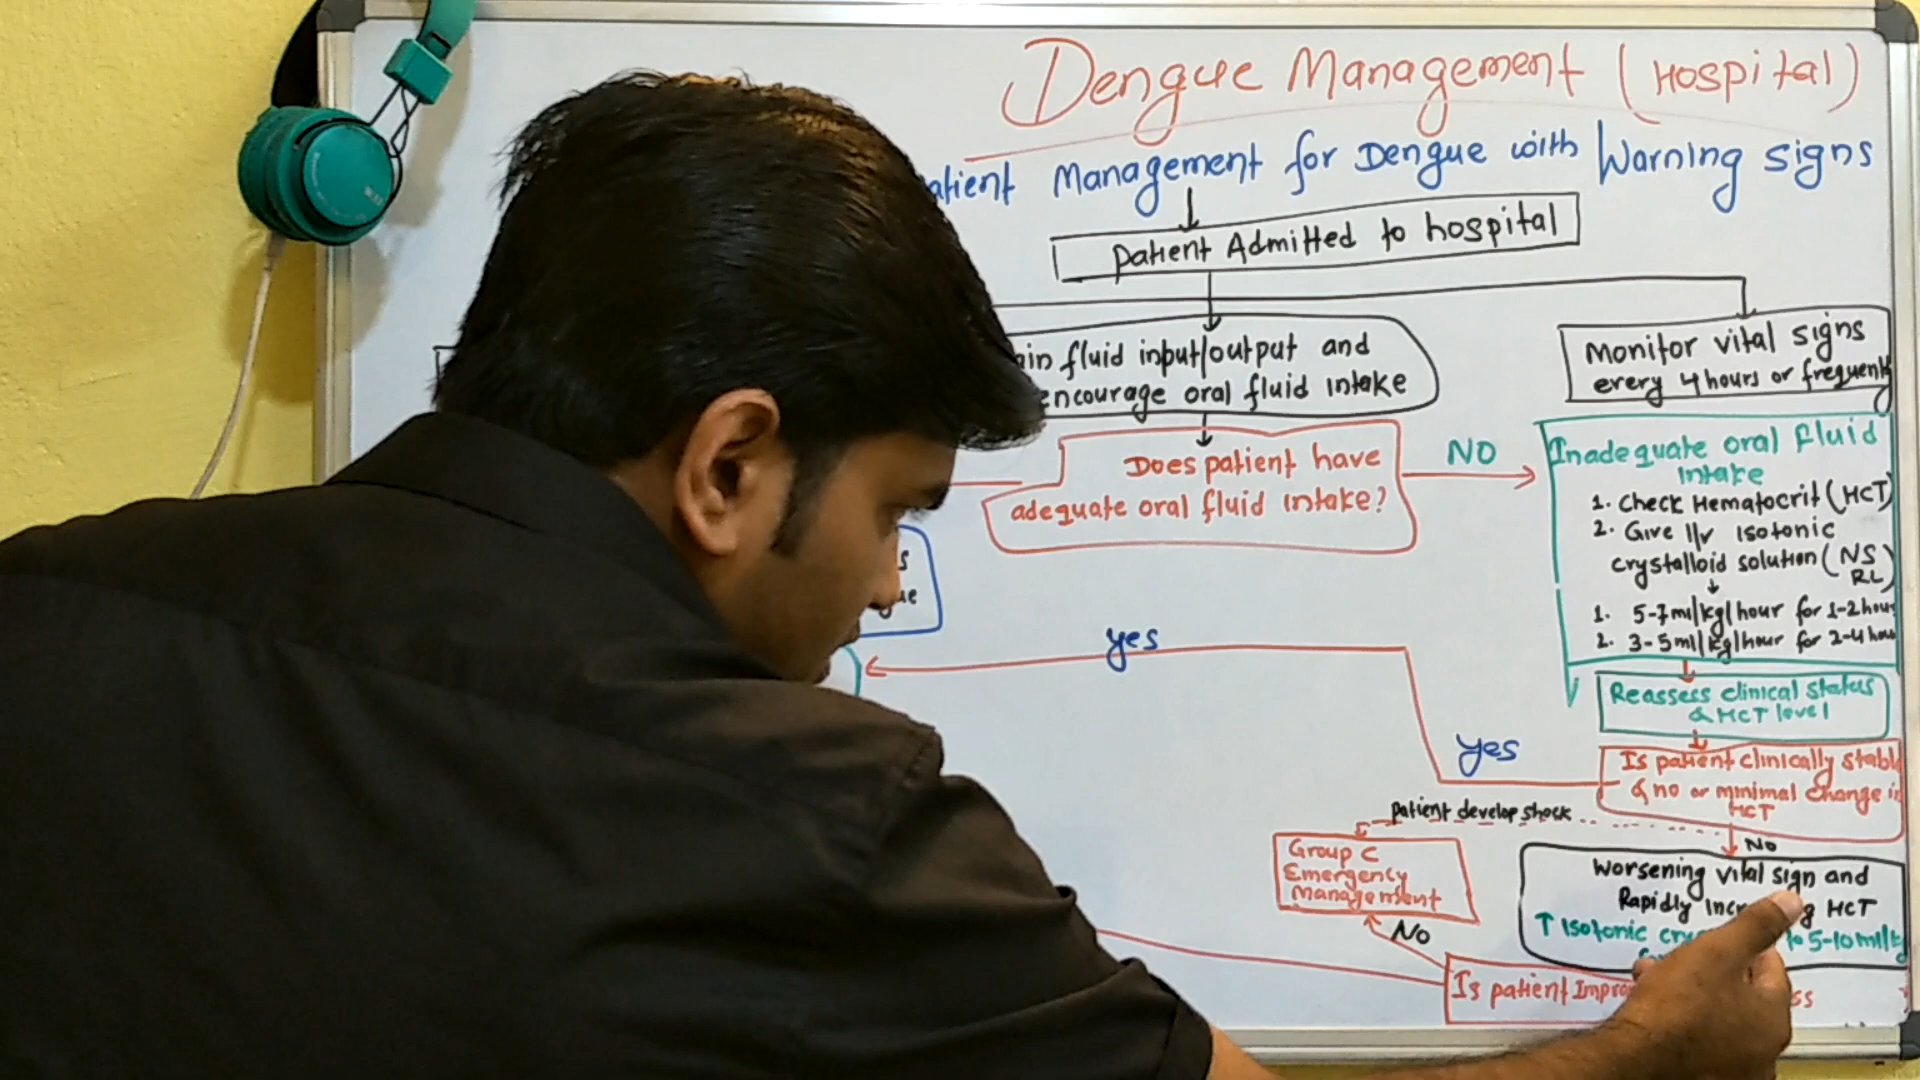 Dengue Management (Hospital)
Management for Dengue with Warning signs
Patient Admitted to hospital
fluid input/output and
encourage oral fluid intake
Monitor vital signs
every 4 hours or frequently
Does patient have
adequate oral fluid intake?
NO
Inadequate oral fluid
intake
1. Check Hematocrit (HCT)
2. Give I/v Isotonic
crystalloid solution (NS
RL)
1. 5-7ml/kg/hour for 1-2 hour
2. 3-5ml/kg/hour for 2-4 hour
Reassess clinical status
& HCT level
yes
yes
Is patient clinically stable
& no or minimal change in
HCT
patient develop shock
No
Group C
Emergency
Management
Worsening vital sign and
Rapidly HCT
↑ Isotonic to 5-10ml/kg
No
Is patient